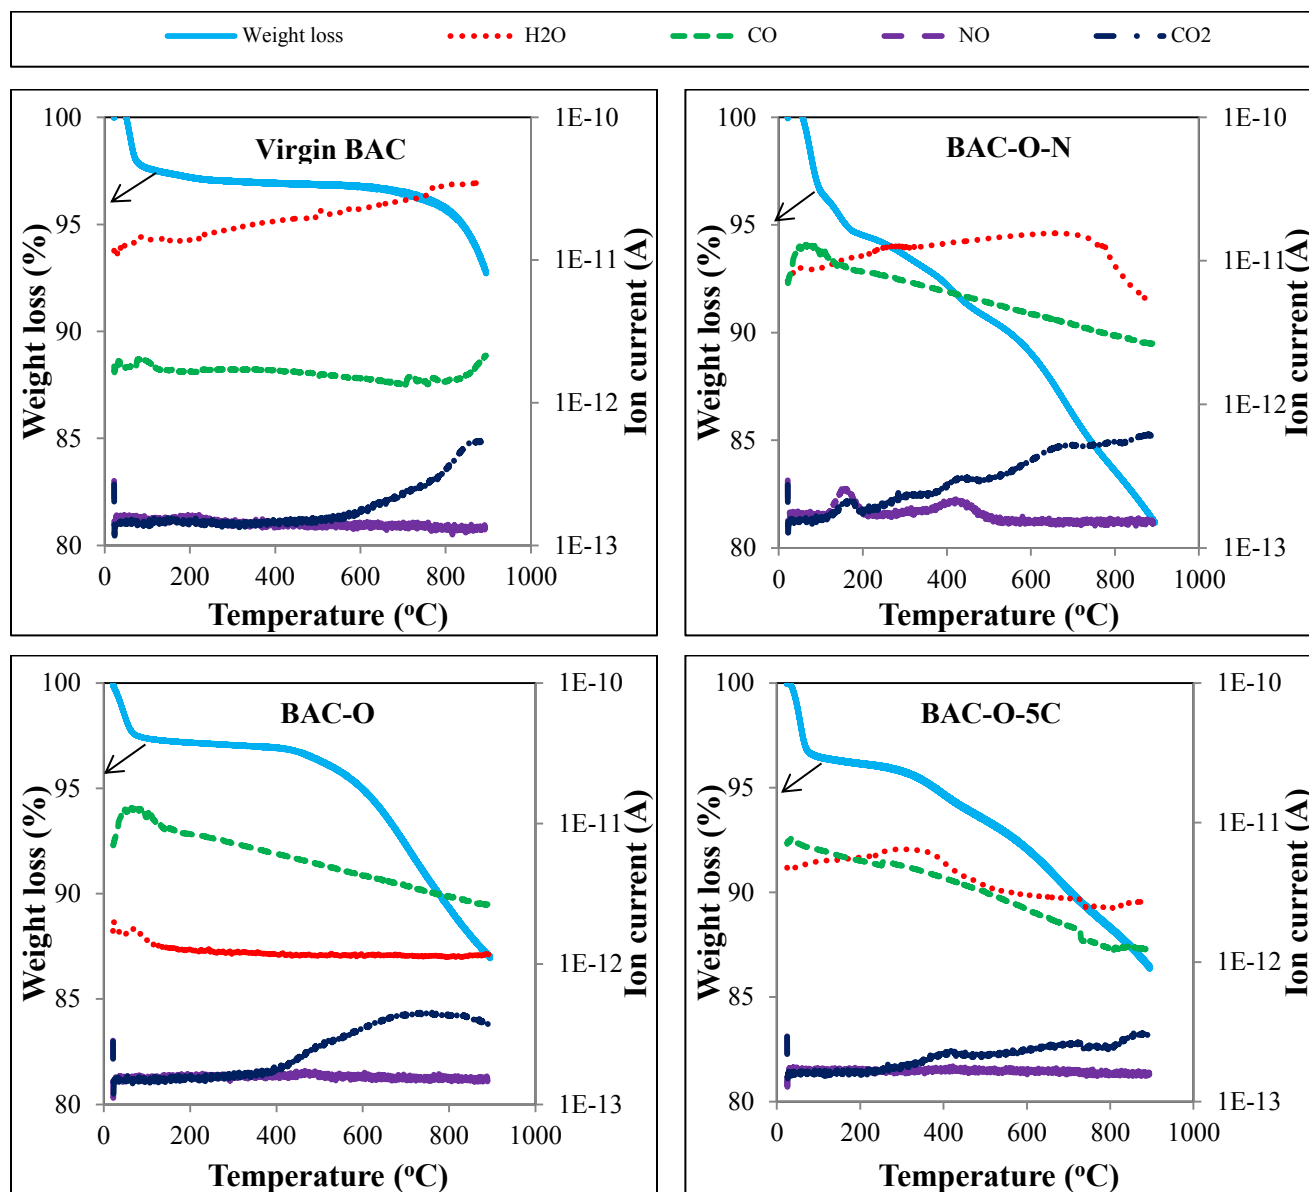 Weight loss H2O CO NO CO2
Virgin BAC
100
95
90
85
80
Weight loss (%)
1E-10
1E-11
1E-12
1E-13
Ion current (A)
0 200 400 600 800 1000
Temperature (oC)
BAC-O-N
100
95
90
85
80
Weight loss (%)
1E-10
1E-11
1E-12
1E-13
Ion current (A)
0 200 400 600 800 1000
Temperature (oC)
BAC-O
100
95
90
85
80
Weight loss (%)
1E-10
1E-11
1E-12
1E-13
Ion current (A)
0 200 400 600 800 1000
Temperature (oC)
BAC-O-5C
100
95
90
85
80
Weight loss (%)
1E-10
1E-11
1E-12
1E-13
Ion current (A)
0 200 400 600 800 1000
Temperature (oC)